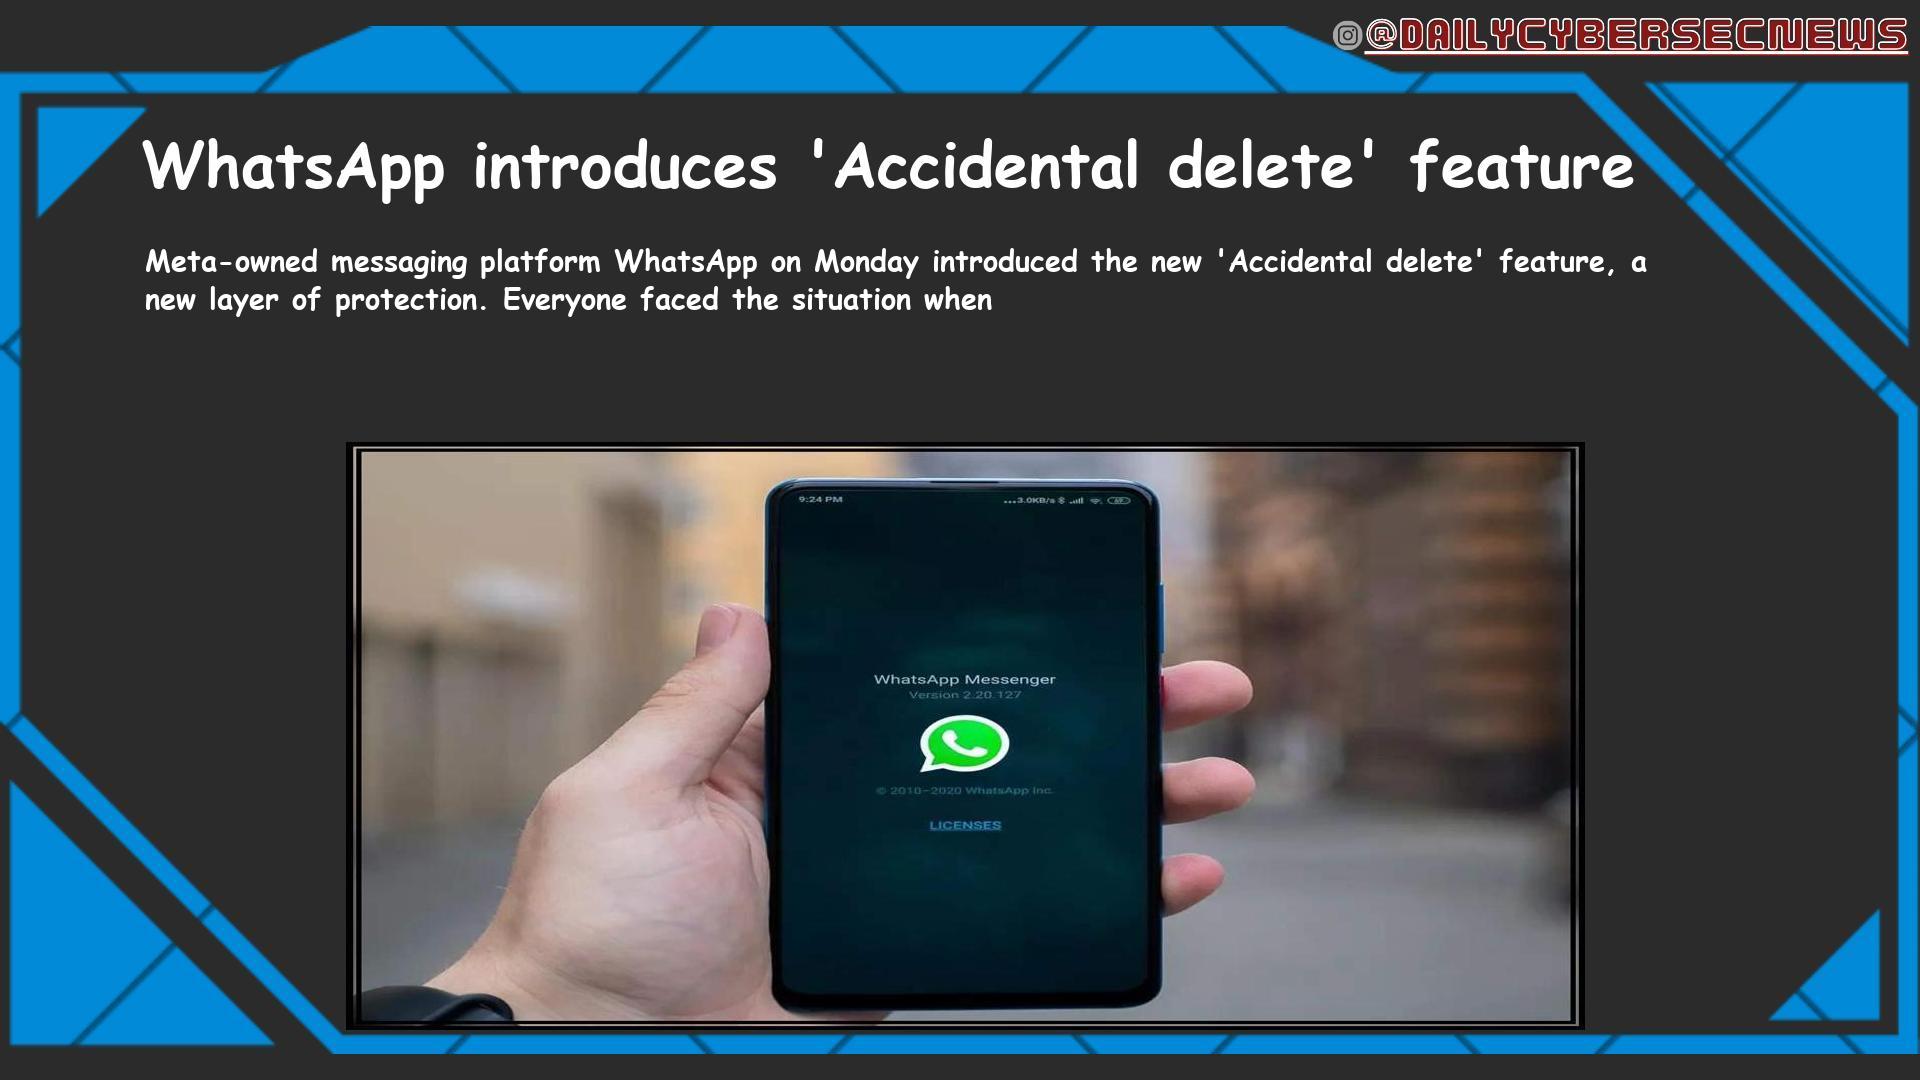 @DAILYCYBERSECNEWS
WhatsApp introduces 'Accidental delete' feature
Meta-owned messaging platform WhatsApp on Monday introduced the new 'Accidental delete' feature, a
new layer of protection. Everyone faced the situation when
9:24 PM
...3.0KB/s
WhatsApp Messenger
Version 2.20.127
© 2010–2020 WhatsApp Inc.
LICENSES